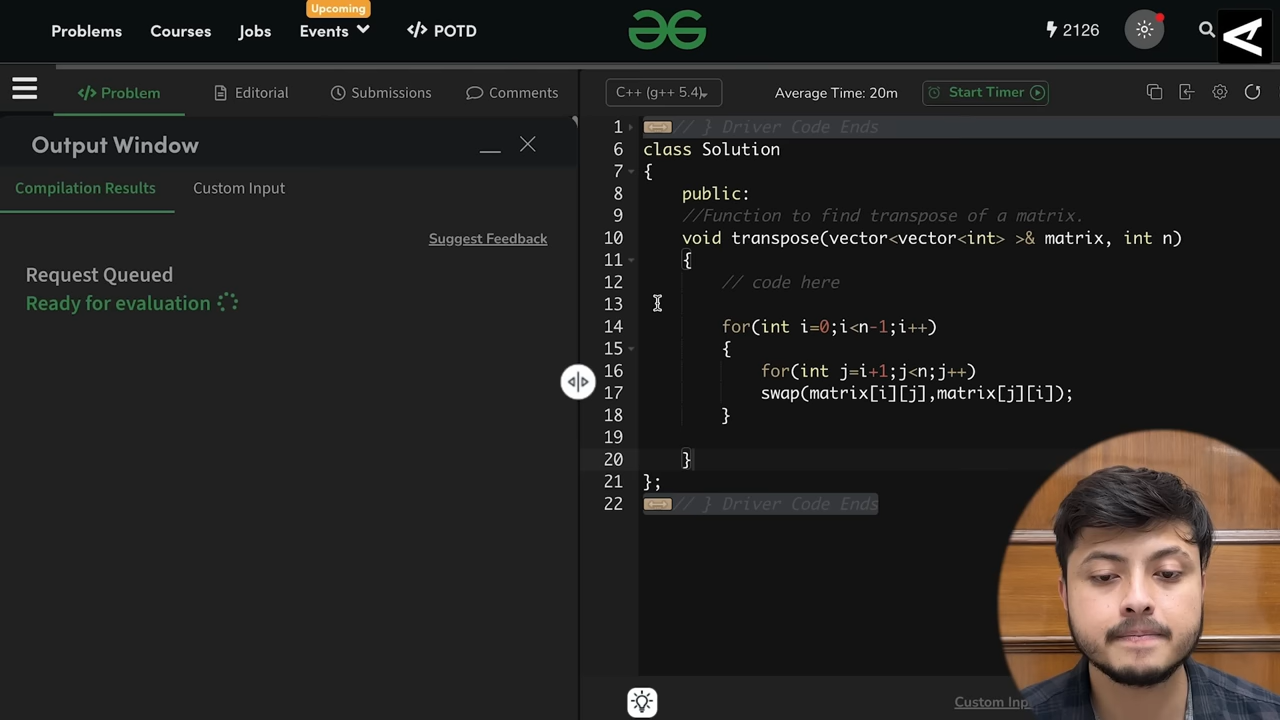 Upcoming
Problems Courses Jobs Events </> POTD 2126
</> Problem Editorial Submissions Comments
C++ (g++ 5.4) Average Time: 20m Start Timer
Output Window
Compilation Results Custom Input
Suggest Feedback
Request Queued
Ready for evaluation
1 // } Driver Code Ends
6 class Solution
7 {
8 public:
9 //Function to find transpose of a matrix.
10 void transpose(vector<vector<int> >& matrix, int n)
11 {
12 // code here
13
14 for(int i=0;i<n-1;i++)
15 {
16 for(int j=i+1;j<n;j++)
17 swap(matrix[i][j],matrix[j][i]);
18 }
19
20 }
21 };
22 // } Driver Code Ends
Custom Inp